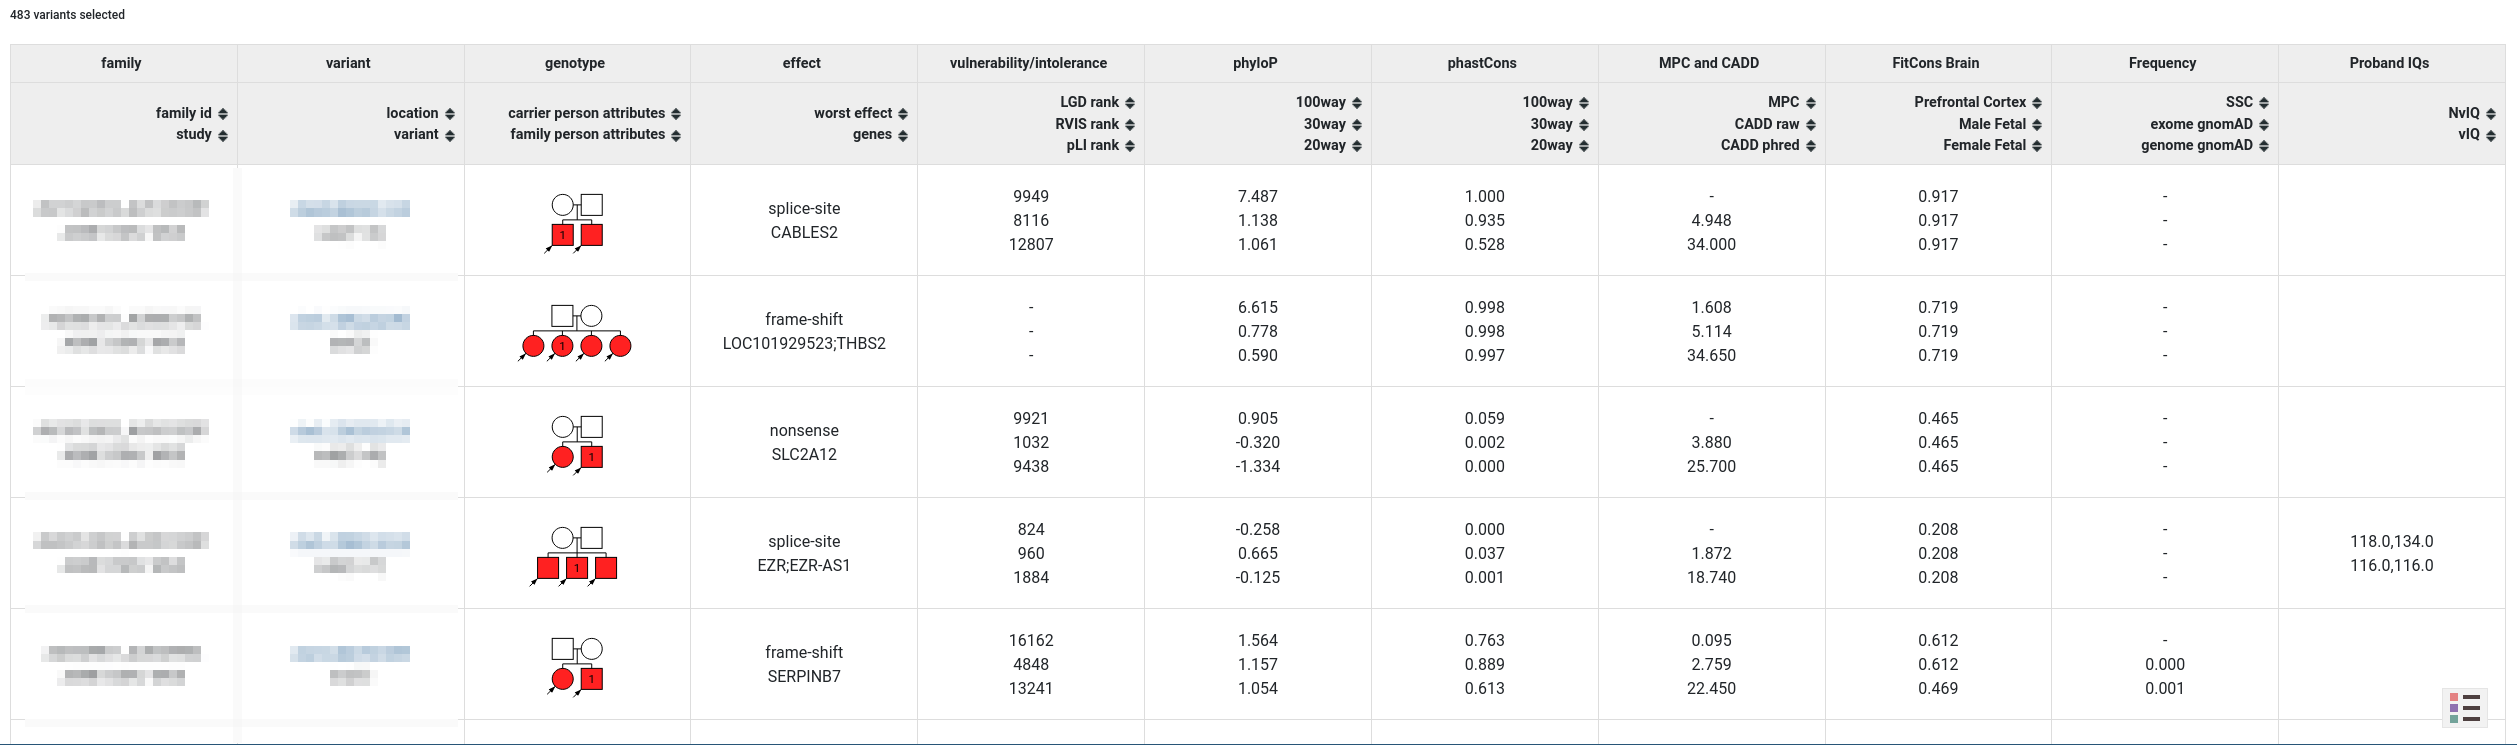 483 variants selected
family variant genotype effect vulnerability/intolerance phyloP phastCons MPC and CADD FitCons Brain Frequency Proband IQs
family id
study
location
variant
carrier person attributes
family person attributes
worst effect
genes
LGD rank
RVIS rank
pLI rank
100way
30way
20way
100way
30way
20way
MPC
CADD raw
CADD phred
Prefrontal Cortex
Male Fetal
Female Fetal
SSC
exome gnomAD
genome gnomAD
NvIQ
vIQ
1
splice-site
CABLES2
9949
8116
12807
7.487
1.138
1.061
1.000
0.935
0.528
-
4.948
34.000
0.917
0.917
0.917
-
-
-
1
frame-shift
LOC101929523;THBS2
-
-
-
6.615
0.778
0.590
0.998
0.998
0.997
1.608
5.114
34.650
0.719
0.719
0.719
-
-
-
1
nonsense
SLC2A12
9921
1032
9438
0.905
-0.320
-1.334
0.059
0.002
0.000
-
3.880
25.700
0.465
0.465
0.465
-
-
-
1
splice-site
EZR;EZR-AS1
824
960
1884
-0.258
0.665
-0.125
0.000
0.037
0.001
-
1.872
18.740
0.208
0.208
0.208
-
-
-
118.0,134.0
116.0,116.0
1
frame-shift
SERPINB7
16162
4848
13241
1.564
1.157
1.054
0.763
0.889
0.613
0.095
2.759
22.450
0.612
0.612
0.469
-
0.000
0.001